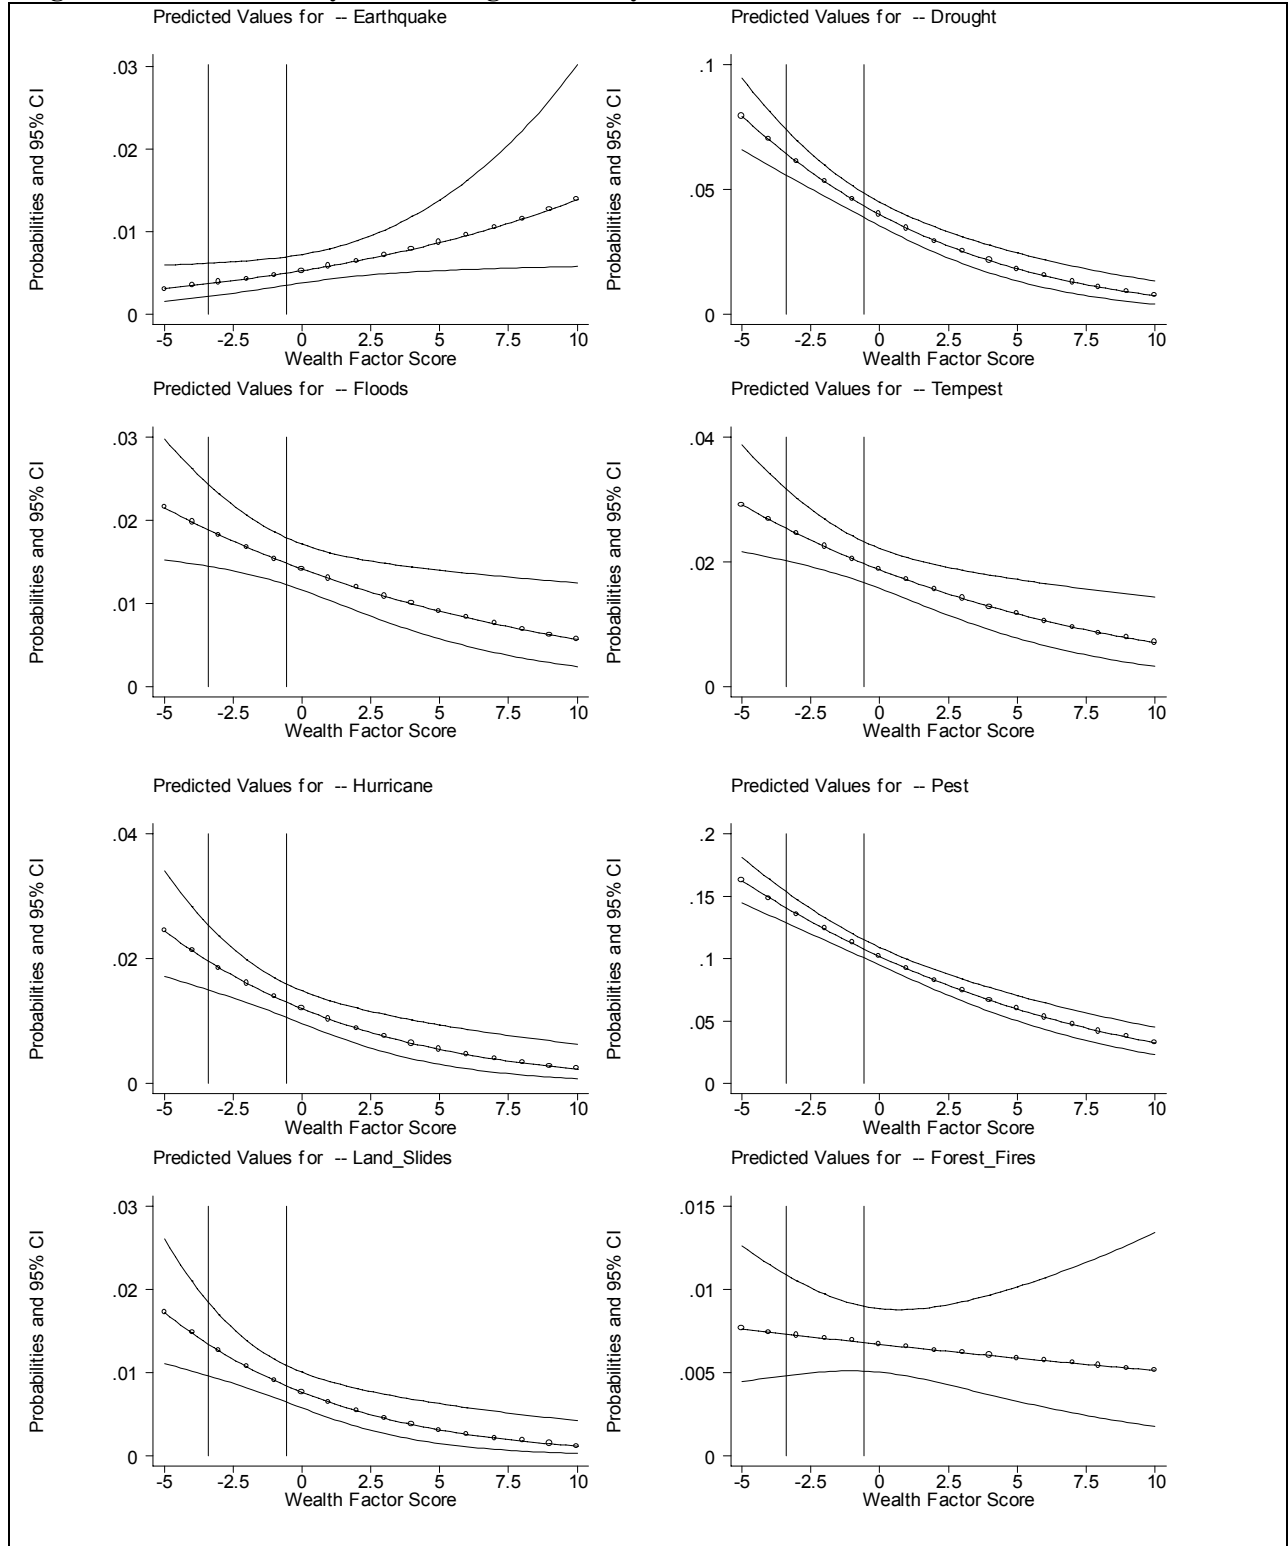 Predicted Values for -- Earthquake
Probabilities and 95% CI
.03
.02
.01
0
-5 -2.5 0 2.5 5 7.5 10
Wealth Factor Score
Predicted Values for -- Drought
Probabilities and 95% CI
.1
.05
0
-5 -2.5 0 2.5 5 7.5 10
Wealth Factor Score
Predicted Values for -- Floods
Probabilities and 95% CI
.03
.02
.01
0
-5 -2.5 0 2.5 5 7.5 10
Wealth Factor Score
Predicted Values for -- Tempest
Probabilities and 95% CI
.04
.02
0
-5 -2.5 0 2.5 5 7.5 10
Wealth Factor Score
Predicted Values for -- Hurricane
Probabilities and 95% CI
.04
.02
0
-5 -2.5 0 2.5 5 7.5 10
Wealth Factor Score
Predicted Values for -- Pest
Probabilities and 95% CI
.2
.15
.1
.05
0
-5 -2.5 0 2.5 5 7.5 10
Wealth Factor Score
Predicted Values for -- Land_Slides
Probabilities and 95% CI
.03
.02
.01
0
-5 -2.5 0 2.5 5 7.5 10
Wealth Factor Score
Predicted Values for -- Forest_Fires
Probabilities and 95% CI
.015
.01
.005
0
-5 -2.5 0 2.5 5 7.5 10
Wealth Factor Score